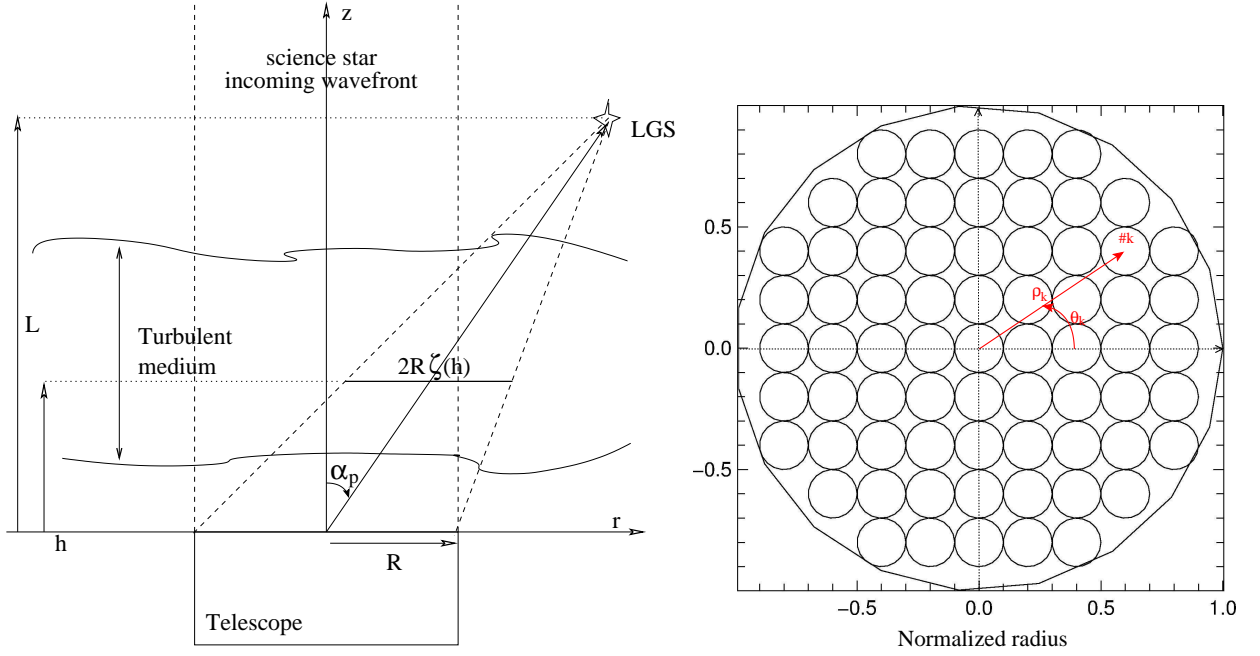 z
science star
incoming wavefront
LGS
L
Turbulent
medium
2R ζ(h)
α_p
h
r
R
Telescope
0.5
0.0
−0.5
−0.5
0.0
0.5
1.0
#k
ρ_k
θ_k
Normalized radius